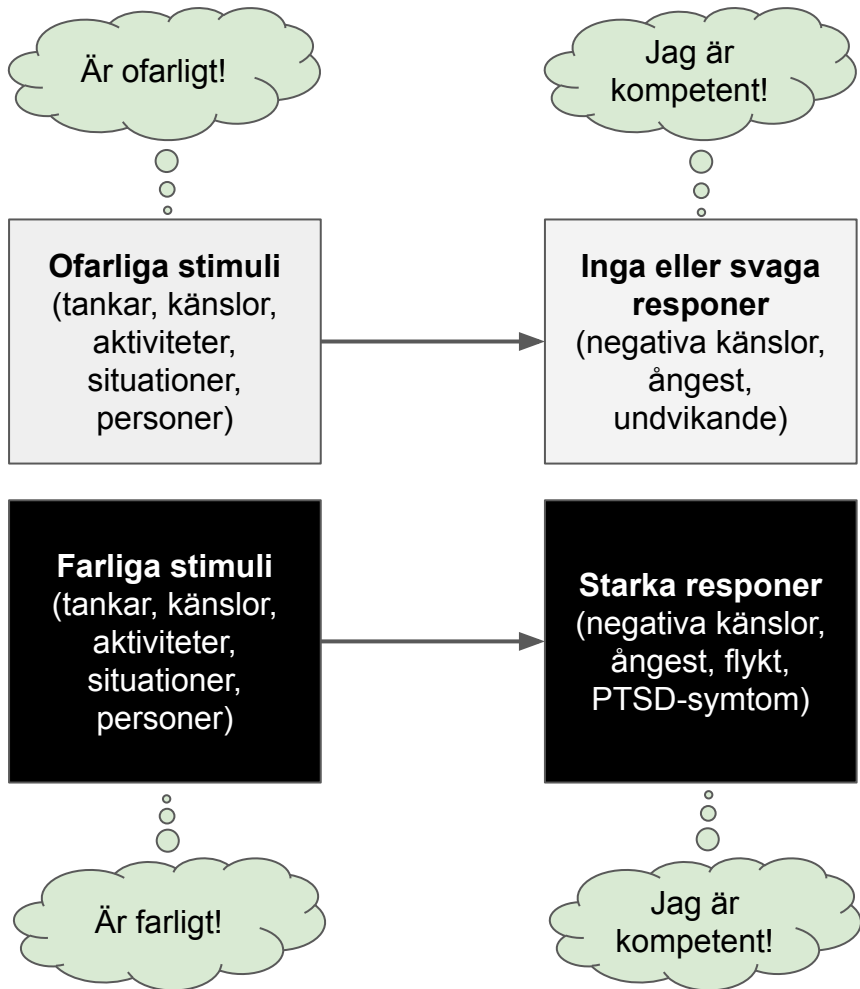 Är ofarligt!
Jag är
kompetent!
Ofarliga stimuli
(tankar, känslor,
aktiviteter,
situationer,
personer)
Inga eller svaga
responer
(negativa känslor,
ångest,
undvikande)
Farliga stimuli
(tankar, känslor,
aktiviteter,
situationer,
personer)
Starka responer
(negativa känslor,
ångest, flykt,
PTSD-symtom)
Är farligt!
Jag är
kompetent!